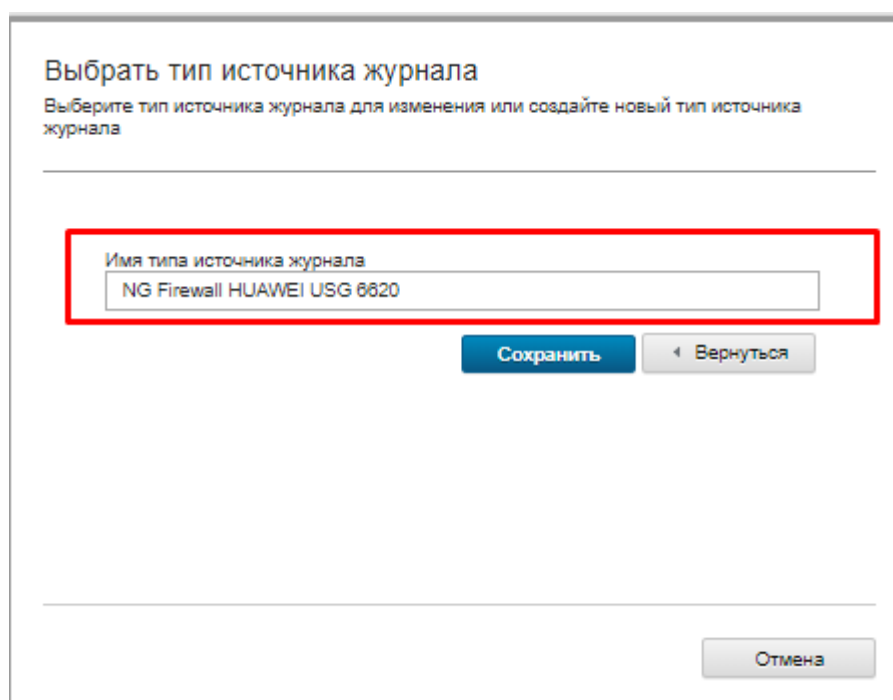 Выбрать тип источника журнала
Выберите тип источника журнала для изменения или создайте новый тип источника
журнала
Имя типа источника журнала
NG Firewall HUAWEI USG 6620
Сохранить
Вернуться
Отмена